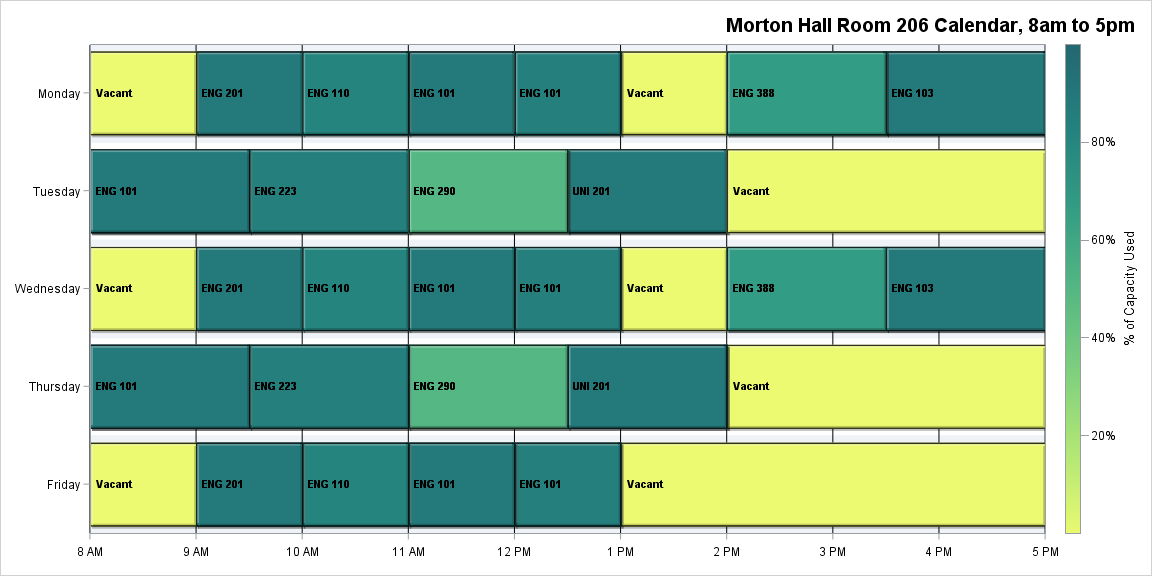 Morton Hall Room 206 Calendar, 8am to 5pm
Monday Vacant ENG 201 ENG 110 ENG 101 ENG 101 Vacant ENG 388 ENG 103
Tuesday ENG 101 ENG 223 ENG 290 UNI 201 Vacant
Wednesday Vacant ENG 201 ENG 110 ENG 101 ENG 101 Vacant ENG 388 ENG 103
Thursday ENG 101 ENG 223 ENG 290 UNI 201 Vacant
Friday Vacant ENG 201 ENG 110 ENG 101 ENG 101 Vacant
8 AM 9 AM 10 AM 11 AM 12 PM 1 PM 2 PM 3 PM 4 PM 5 PM
80%
60%
40%
20%
% of Capacity Used